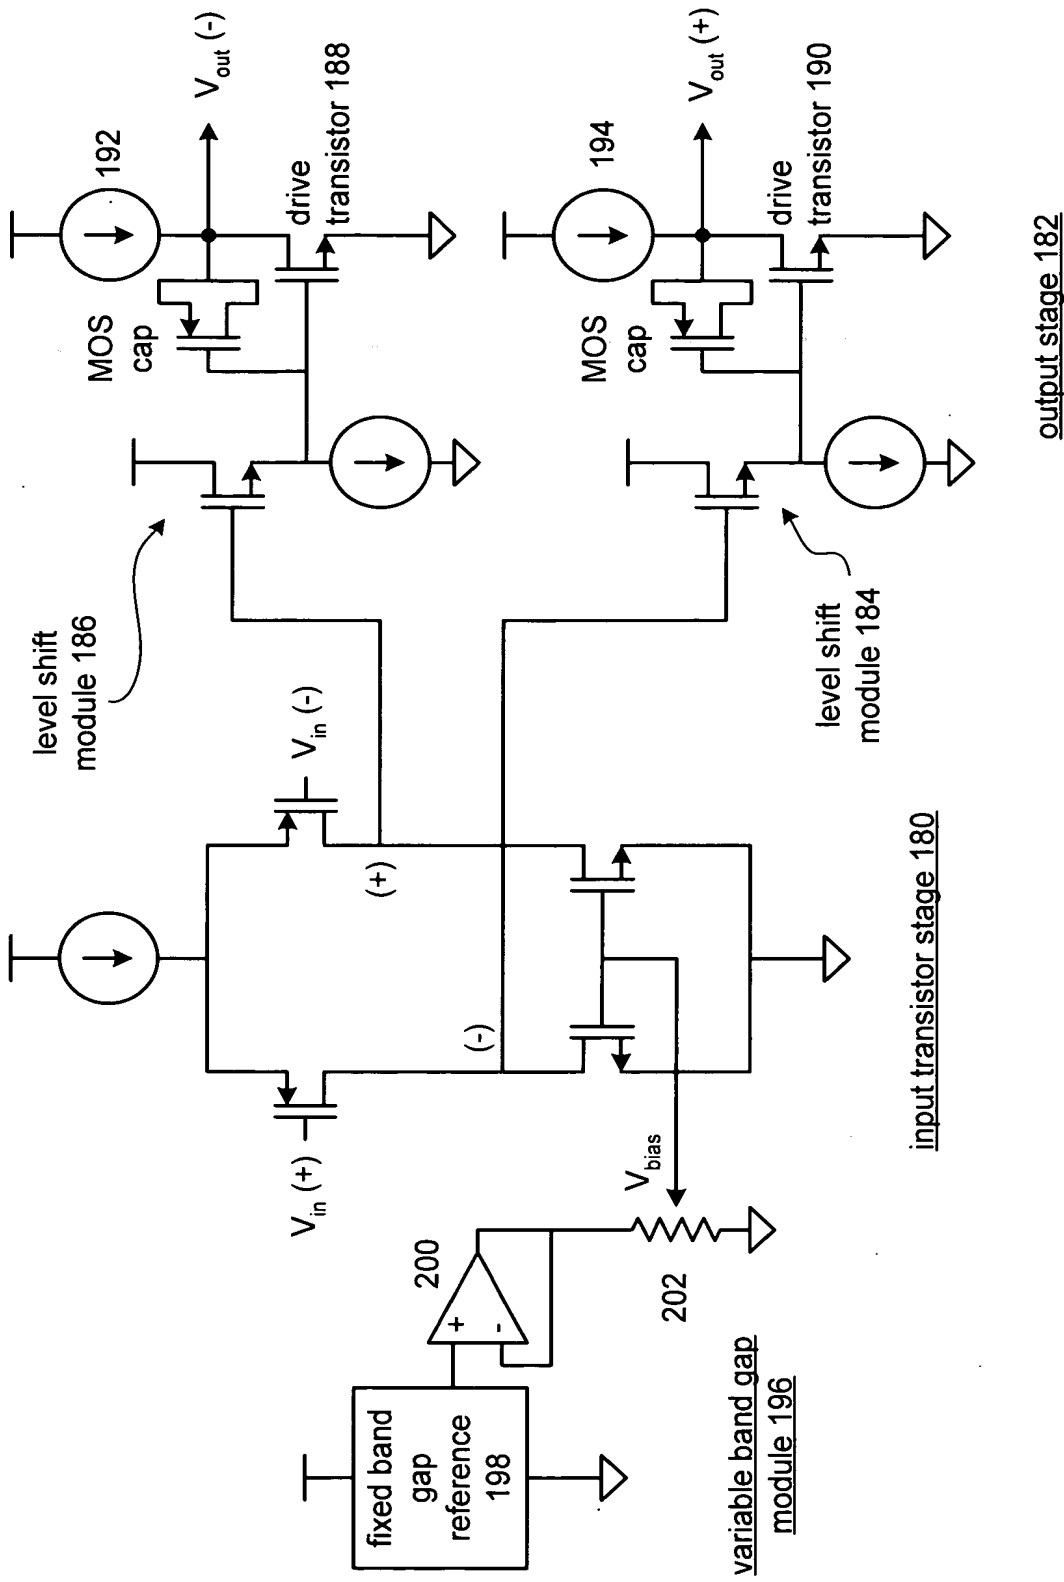 fixed band
gap
reference
198
+
-
200
202
variable band gap
module 196
V_bias
V_in (+)
V_in (-)
(-)
(+)
input transistor stage 180
level shift
module 186
level shift
module 184
MOS
cap
192
V_out (-)
drive
transistor 188
MOS
cap
194
V_out (+)
drive
transistor 190
output stage 182